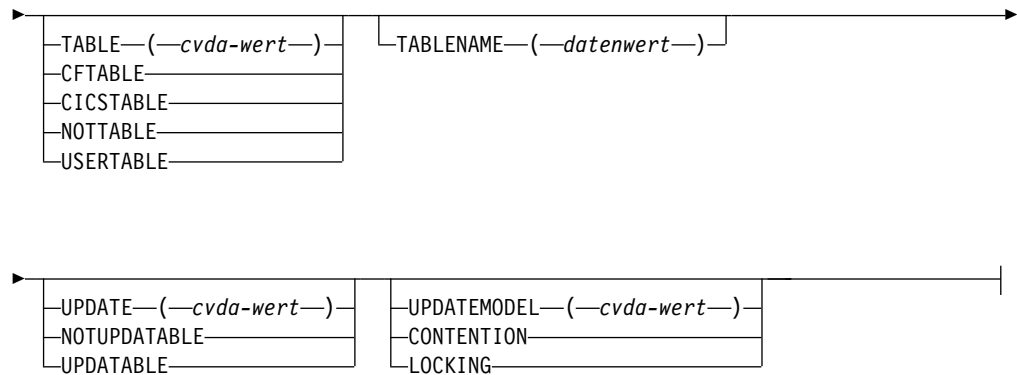 TABLE ( cvda-wert )
CFTABLE
CICSTABLE
NOTTABLE
USERTABLE
TABLENAME ( datenwert )
UPDATE ( cvda-wert )
NOTUPDATABLE
UPDATABLE
UPDATEMODEL ( cvda-wert )
CONTENTION
LOCKING